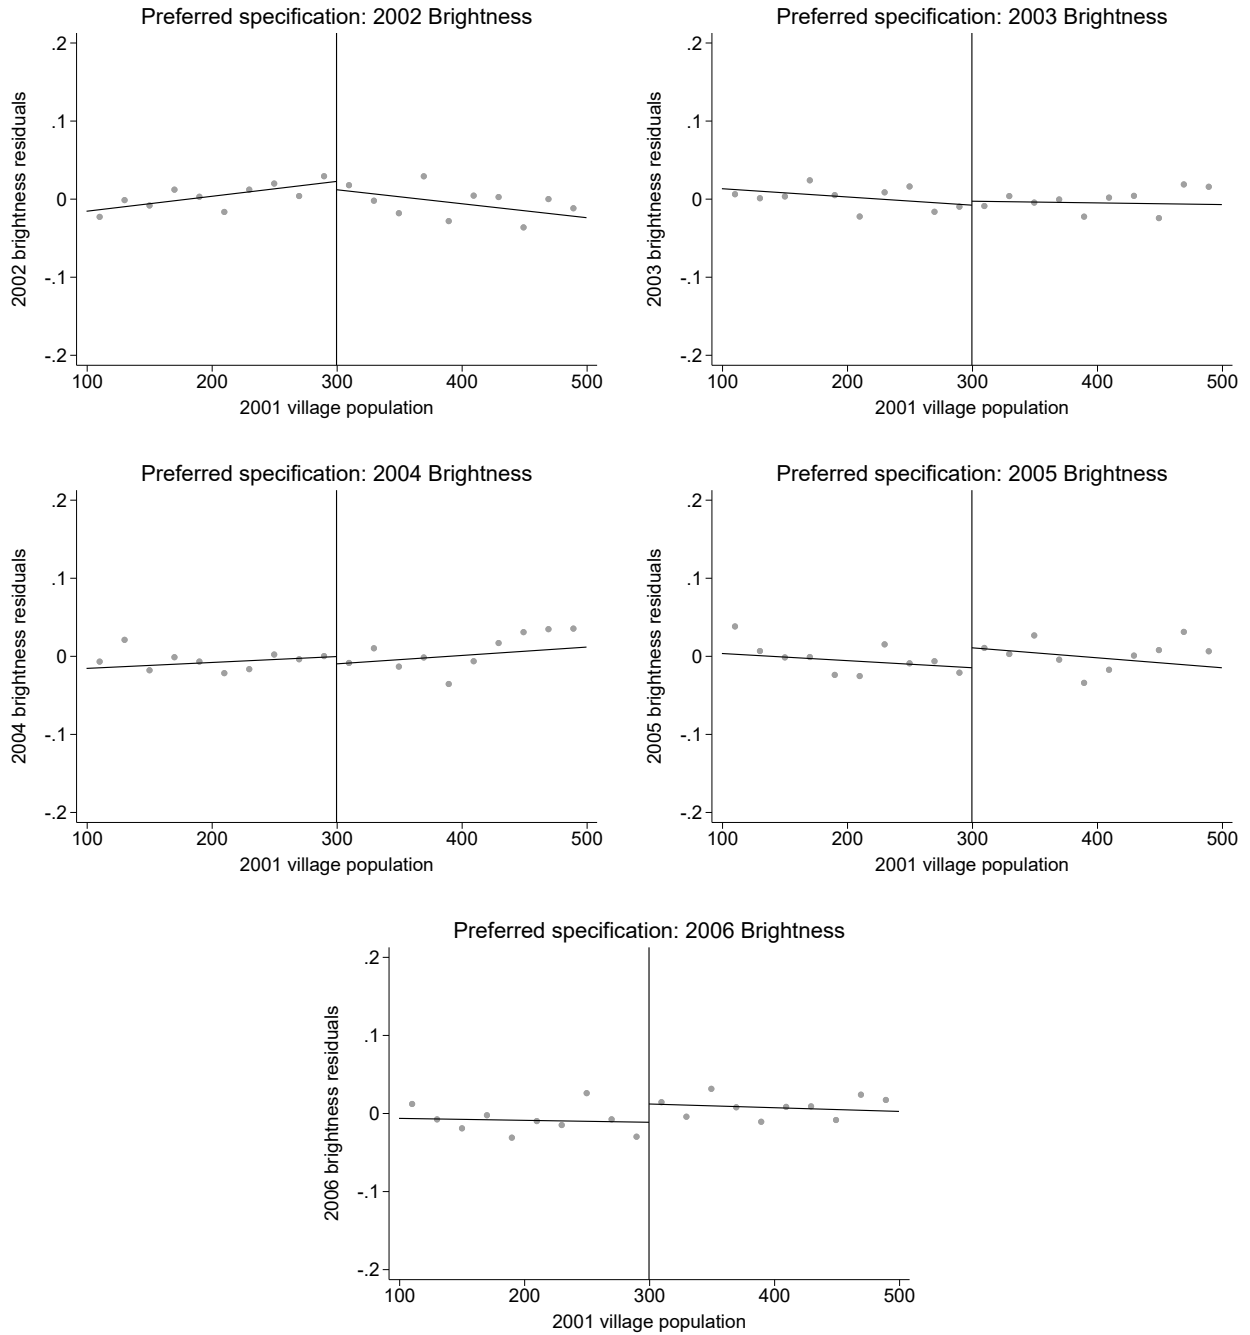 Preferred specification: 2002 Brightness
2002 brightness residuals
.2
.1
0
-.1
-.2
100 200 300 400 500
2001 village population
Preferred specification: 2003 Brightness
2003 brightness residuals
.2
.1
0
-.1
-.2
100 200 300 400 500
2001 village population
Preferred specification: 2004 Brightness
2004 brightness residuals
.2
.1
0
-.1
-.2
100 200 300 400 500
2001 village population
Preferred specification: 2005 Brightness
2005 brightness residuals
.2
.1
0
-.1
-.2
100 200 300 400 500
2001 village population
Preferred specification: 2006 Brightness
2006 brightness residuals
.2
.1
0
-.1
-.2
100 200 300 400 500
2001 village population